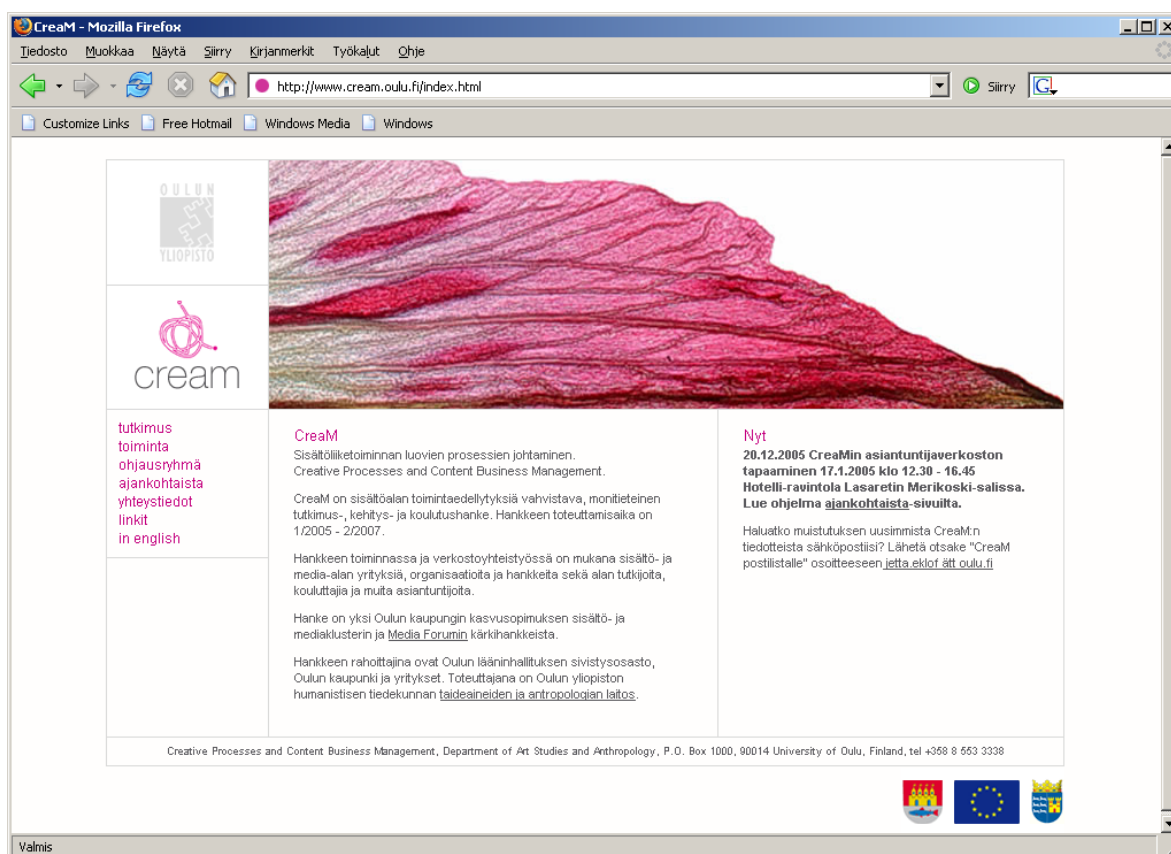 CreaM - Mozilla Firefox
Tiedosto Muokkaa Näytä Siirry Kirjanmerkit Työkalut Ohje
http://www.cream.oulu.fi/index.html Siirry G
Customize Links Free Hotmail Windows Media Windows
OULUN
YLIOPISTO
cream
tutkimus
toiminta
ohjausryhmä
ajankohtaista
yhteystiedot
linkit
in english
CreaM
Sisältöliiketoiminnan luovien prosessien johtaminen.
Creative Processes and Content Business Management.
CreaM on sisältöalan toimintaedellytyksiä vahvistava, monitieteinen
tutkimus-, kehitys- ja koulutushanke. Hankkeen toteuttamisaika on
1/2005 - 2/2007.
Hankkeen toiminnassa ja verkostoyhteistyössä on mukana sisältö- ja
media-alan yrityksiä, organisaatioita ja hankkeita sekä alan tutkijoita,
kouluttajia ja muita asiantuntijoita.
Hanke on yksi Oulun kaupungin kasvusopimuksen sisältö- ja
mediaklusterin ja Media Forumin kärkihankkeista.
Hankkeen rahoittajina ovat Oulun lääninhallituksen sivistysosasto,
Oulun kaupunki ja yritykset. Toteuttajana on Oulun yliopiston
humanistisen tiedekunnan taideaineiden ja antropologian laitos.
Nyt
20.12.2005 CreaMin asiantuntijaverkoston
tapaaminen 17.1.2005 klo 12.30 - 16.45
Hotelli-ravintola Lasaretin Merikoski-salissa.
Lue ohjelma ajankohtaista-sivuilta.
Haluatko muistutuksen uusimmista CreaM:n
tiedotteista sähköpostiisi? Lähetä otsake "CreaM
postilistalle" osoitteeseen jetta.eklof ätt oulu.fi
Creative Processes and Content Business Management, Department of Art Studies and Anthropology, P.O. Box 1000, 90014 University of Oulu, Finland, tel +358 8 553 3338
Valmis